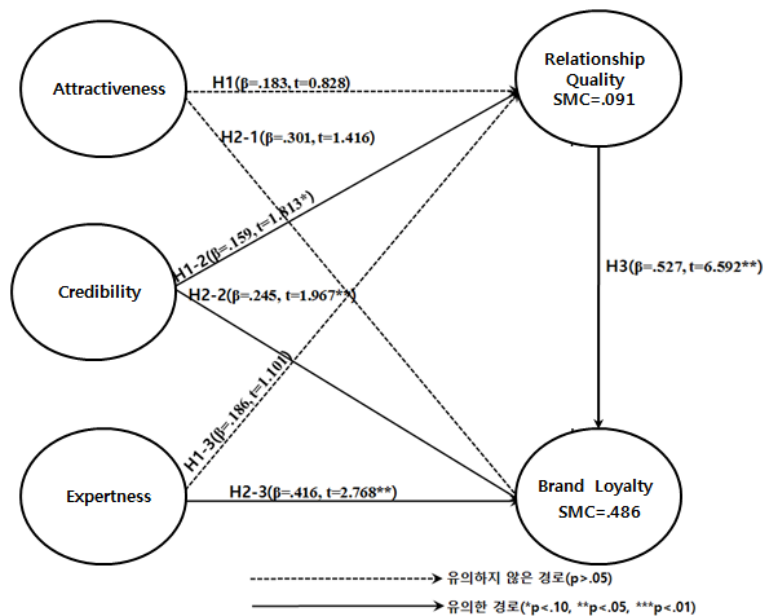 Attractiveness
H1(β=.183, t=0.828)
Relationship
Quality
SMC=.091
H2-1(β=.301, t=1.416)
H1-2(β=.159, t=1.813*)
Credibility
H2-2(β=.245, t=1.967**)
H3(β=.527, t=6.592**)
H1-3(β=.186, t=1.101)
Expertness
H2-3(β=.416, t=2.768**)
Brand Loyalty
SMC=.486
유의하지 않은 경로(p>.05)
유의한 경로(*p<.10, **p<.05, ***p<.01)